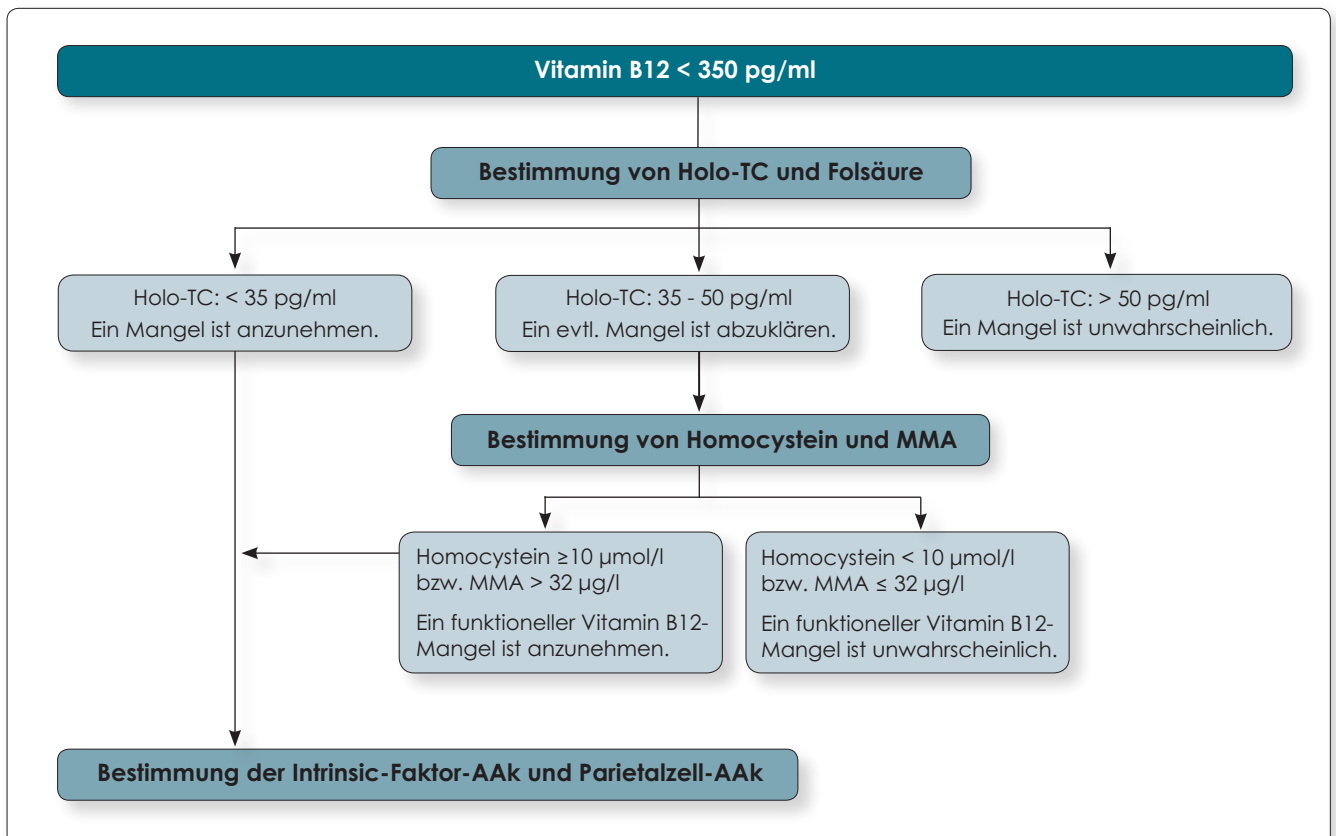 Vitamin B12 < 350 pg/ml
Bestimmung von Holo-TC und Folsäure
Holo-TC: < 35 pg/ml
Ein Mangel ist anzunehmen.
Holo-TC: 35 - 50 pg/ml
Ein evtl. Mangel ist abzuklären.
Holo-TC: > 50 pg/ml
Ein Mangel ist unwahrscheinlich.
Bestimmung von Homocystein und MMA
Homocystein ≥10 µmol/l
bzw. MMA > 32 µg/l
Ein funktioneller Vitamin B12-
Mangel ist anzunehmen.
Homocystein < 10 µmol/l
bzw. MMA ≤ 32 µg/l
Ein funktioneller Vitamin B12-
Mangel ist unwahrscheinlich.
Bestimmung der Intrinsic-Faktor-AAk und Parietalzell-AAk